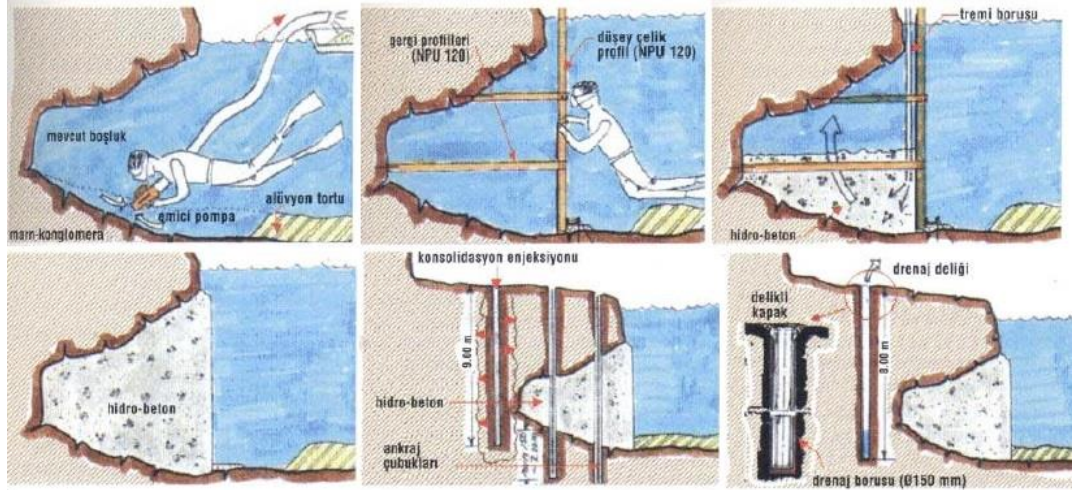 mevcut boşluk
emici pompa
alüvyon tortu
marn-konglomera
gergi profilleri
(NPU 120)
düşey çelik
profil (NPU 120)
tremi borusu
hidro-beton
hidro-beton
konsolidasyon enjeksiyonu
9.00 m
hidro-beton
ankraj
çubukları
drenaj deliği
delikli
kapak
9.00 m
drenaj borusu (Ø150 mm)